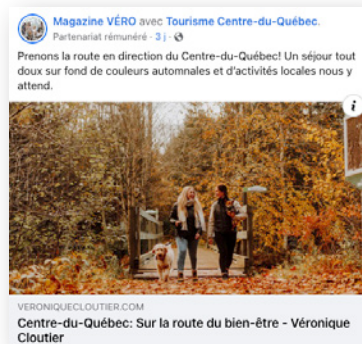 Magazine VÉRO avec Tourisme Centre-du-Québec.
Partenariat rémunéré · 3 j ·
Prenons la route en direction du Centre-du-Québec! Un séjour tout
doux sur fond de couleurs automnales et d'activités locales nous y
attend.
i
VERONIQUECLOUTIER.COM
Centre-du-Québec: Sur la route du bien-être - Véronique
Cloutier